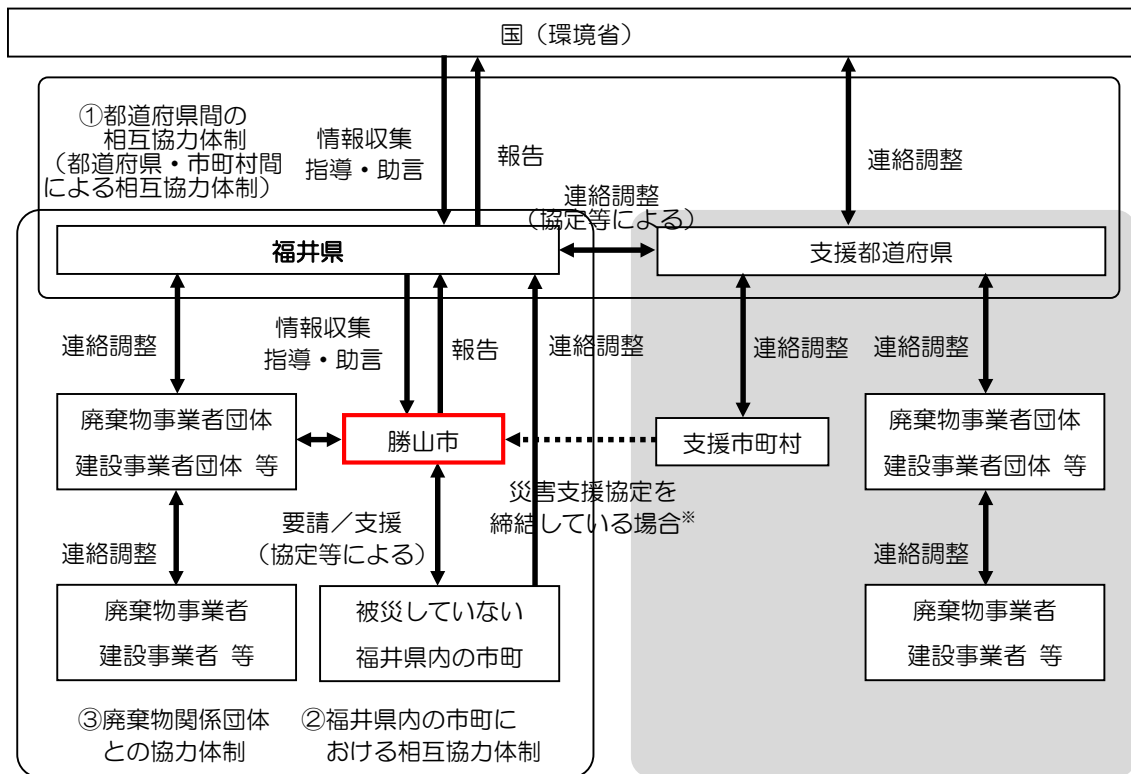 国（環境省）
①都道府県間の
相互協力体制
（都道府県・市町村間
による相互協力体制）
情報収集
指導・助言
報告
連絡調整
（協定等による）
連絡調整
福井県
支援都道府県
連絡調整
情報収集
指導・助言
報告
連絡調整
連絡調整
連絡調整
廃棄物事業者団体
建設事業者団体 等
勝山市
支援市町村
廃棄物事業者団体
建設事業者団体 等
災害支援協定を
締結している場合※
連絡調整
要請／支援
（協定等による）
連絡調整
廃棄物事業者
建設事業者 等
被災していない
福井県内の市町
廃棄物事業者
建設事業者 等
③廃棄物関係団体
との協力体制
②福井県内の市町に
おける相互協力体制